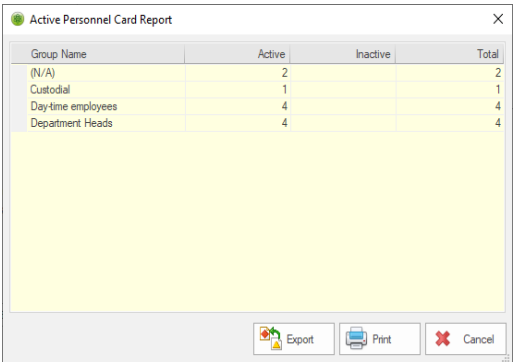 Active Personnel Card Report
Group Name Active Inactive Total
(N/A) 2 2
Custodial 1 1
Day-time employees 4 4
Department Heads 4 4
Export Print Cancel